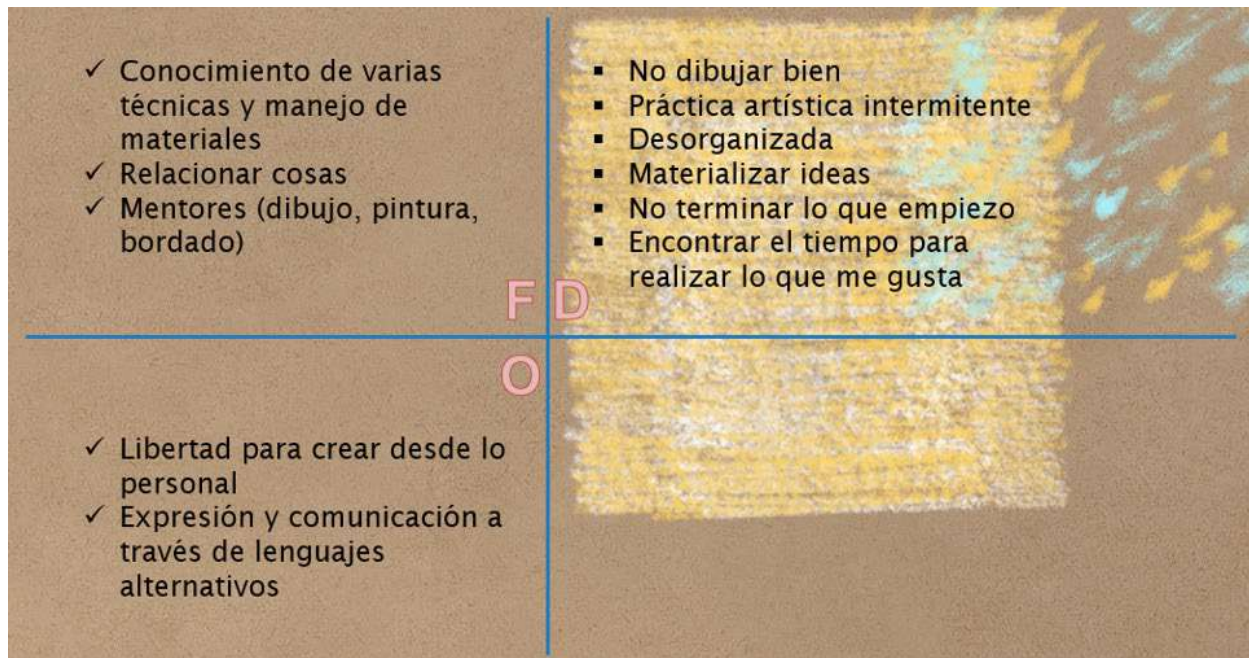 ✓ Conocimiento de varias
técnicas y manejo de
materiales
✓ Relacionar cosas
✓ Mentores (dibujo, pintura,
bordado)
▪ No dibujar bien
▪ Práctica artística intermitente
▪ Desorganizada
▪ Materializar ideas
▪ No terminar lo que empiezo
▪ Encontrar el tiempo para
realizar lo que me gusta
F D
O
✓ Libertad para crear desde lo
personal
✓ Expresión y comunicación a
través de lenguajes
alternativos